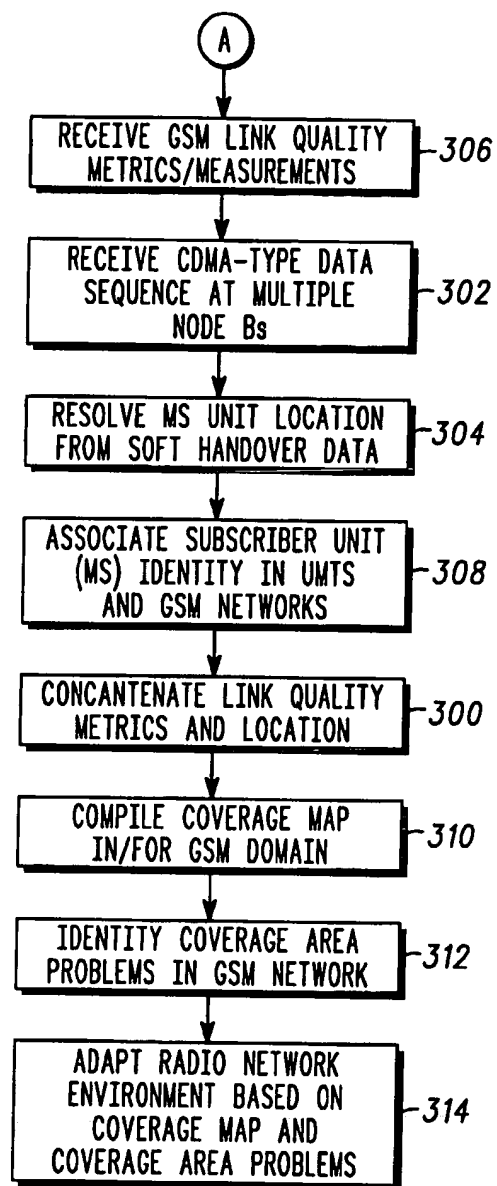 A
RECEIVE GSM LINK QUALITY
METRICS/MEASUREMENTS
306
RECEIVE CDMA-TYPE DATA
SEQUENCE AT MULTIPLE
NODE Bs
302
RESOLVE MS UNIT LOCATION
FROM SOFT HANDOVER DATA
304
ASSOCIATE SUBSCRIBER UNIT
(MS) IDENTITY IN UMTS
AND GSM NETWORKS
308
CONCANTENATE LINK QUALITY
METRICS AND LOCATION
300
COMPILE COVERAGE MAP
IN/FOR GSM DOMAIN
310
IDENTITY COVERAGE AREA
PROBLEMS IN GSM NETWORK
312
ADAPT RADIO NETWORK
ENVIRONMENT BASED ON
COVERAGE MAP AND
COVERAGE AREA PROBLEMS
314